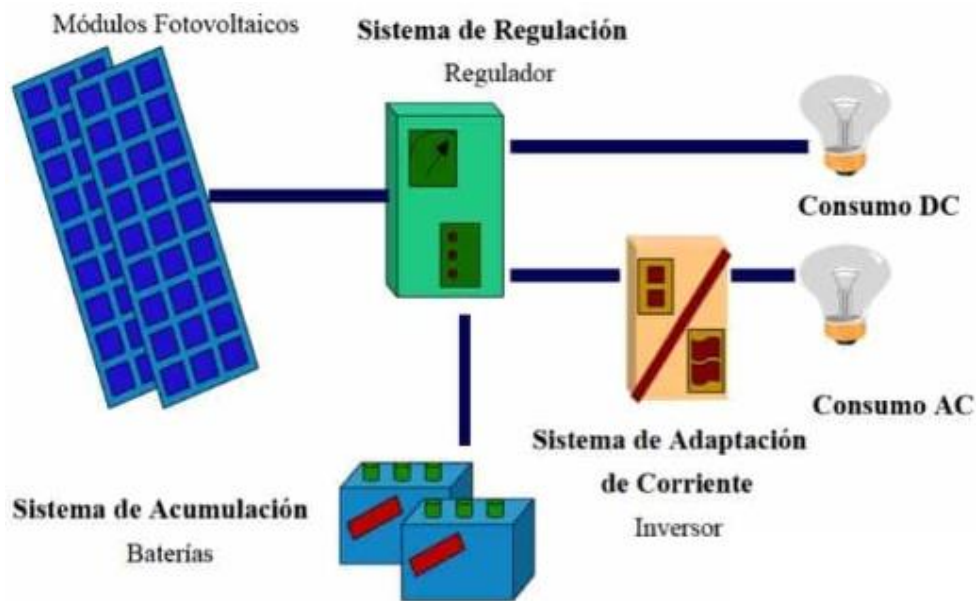 Módulos Fotovoltaicos
Sistema de Regulación
Regulador
Consumo DC
Consumo AC
Sistema de Adaptación
de Corriente
Inversor
Sistema de Acumulación
Baterías